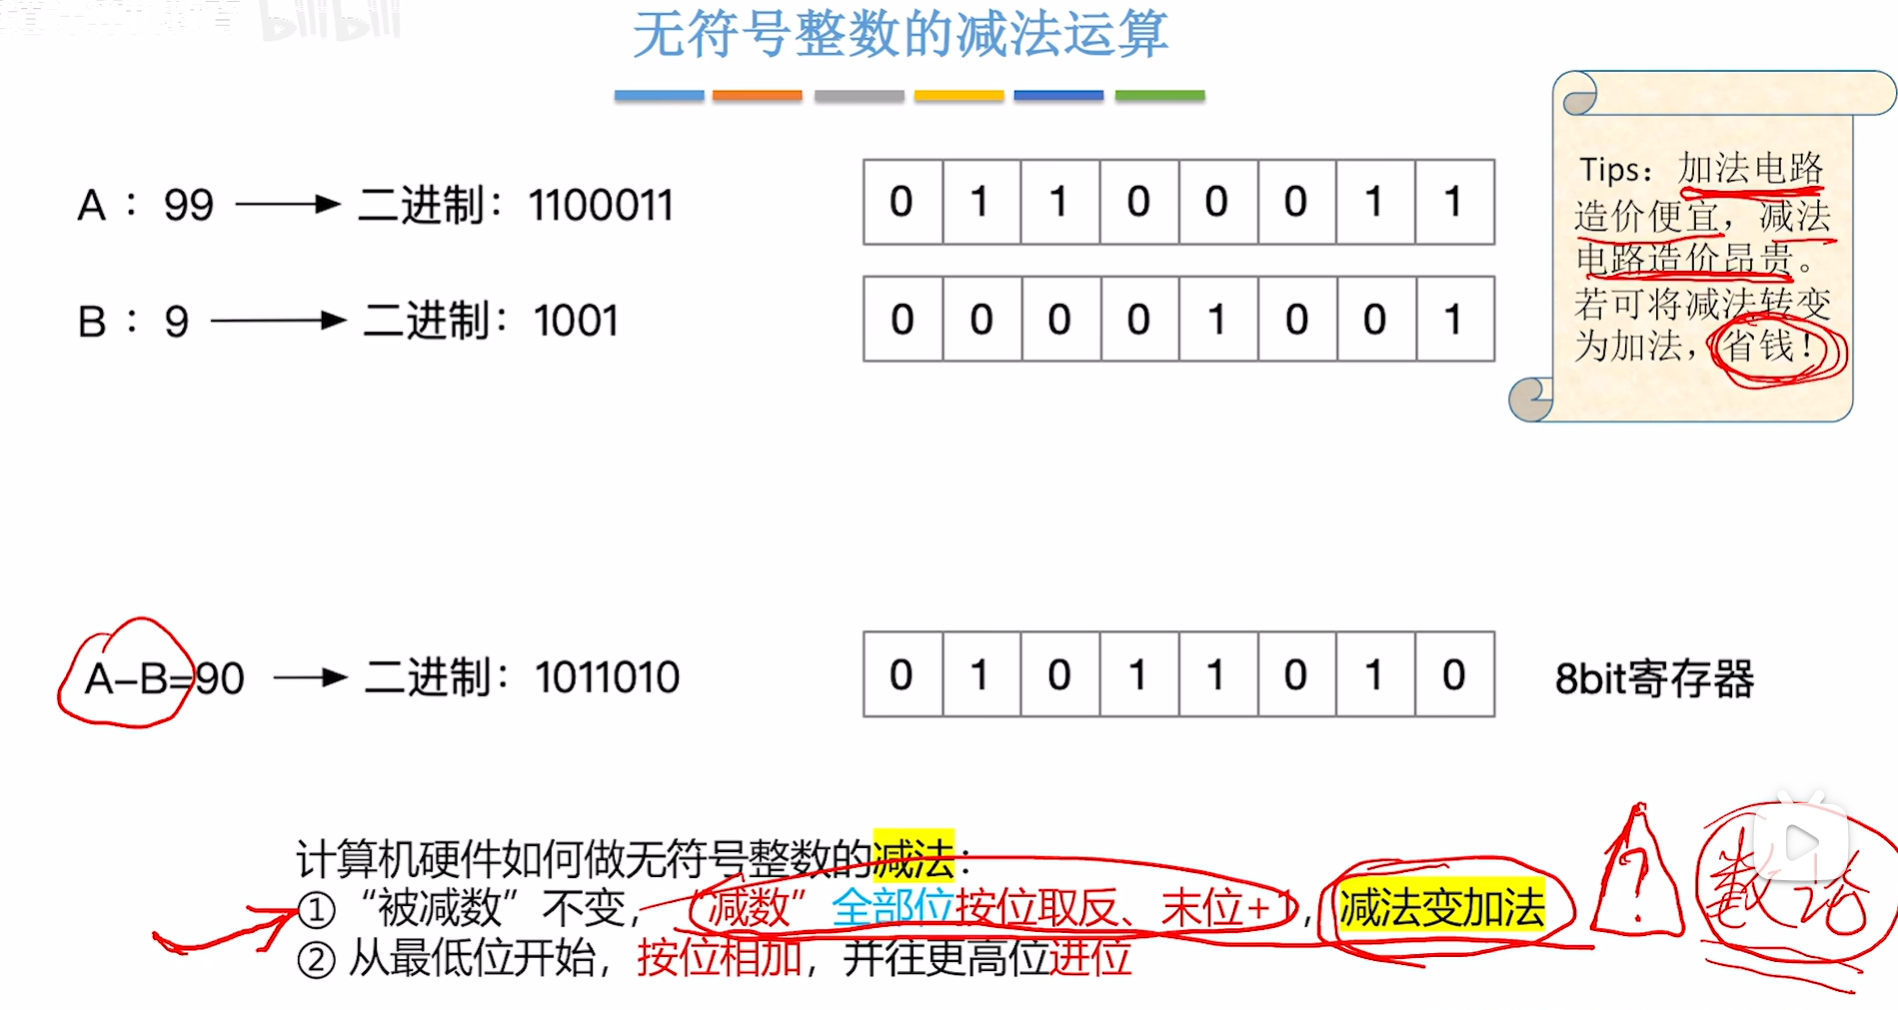 bilibili
无符号整数的减法运算
A：99 → 二进制：1100011
0 1 1 0 0 0 1 1
B：9 → 二进制：1001
0 0 0 0 1 0 0 1
Tips：加法电路
造价便宜，减法
电路造价昂贵。
若可将减法转变
为加法，省钱！
A-B=90 → 二进制：1011010
0 1 0 1 1 0 1 0
8bit寄存器
计算机硬件如何做无符号整数的减法：
①“被减数”不变，“减数”全部位按位取反、末位+1，减法变加法
② 从最低位开始，按位相加，并往更高位进位
?
数论